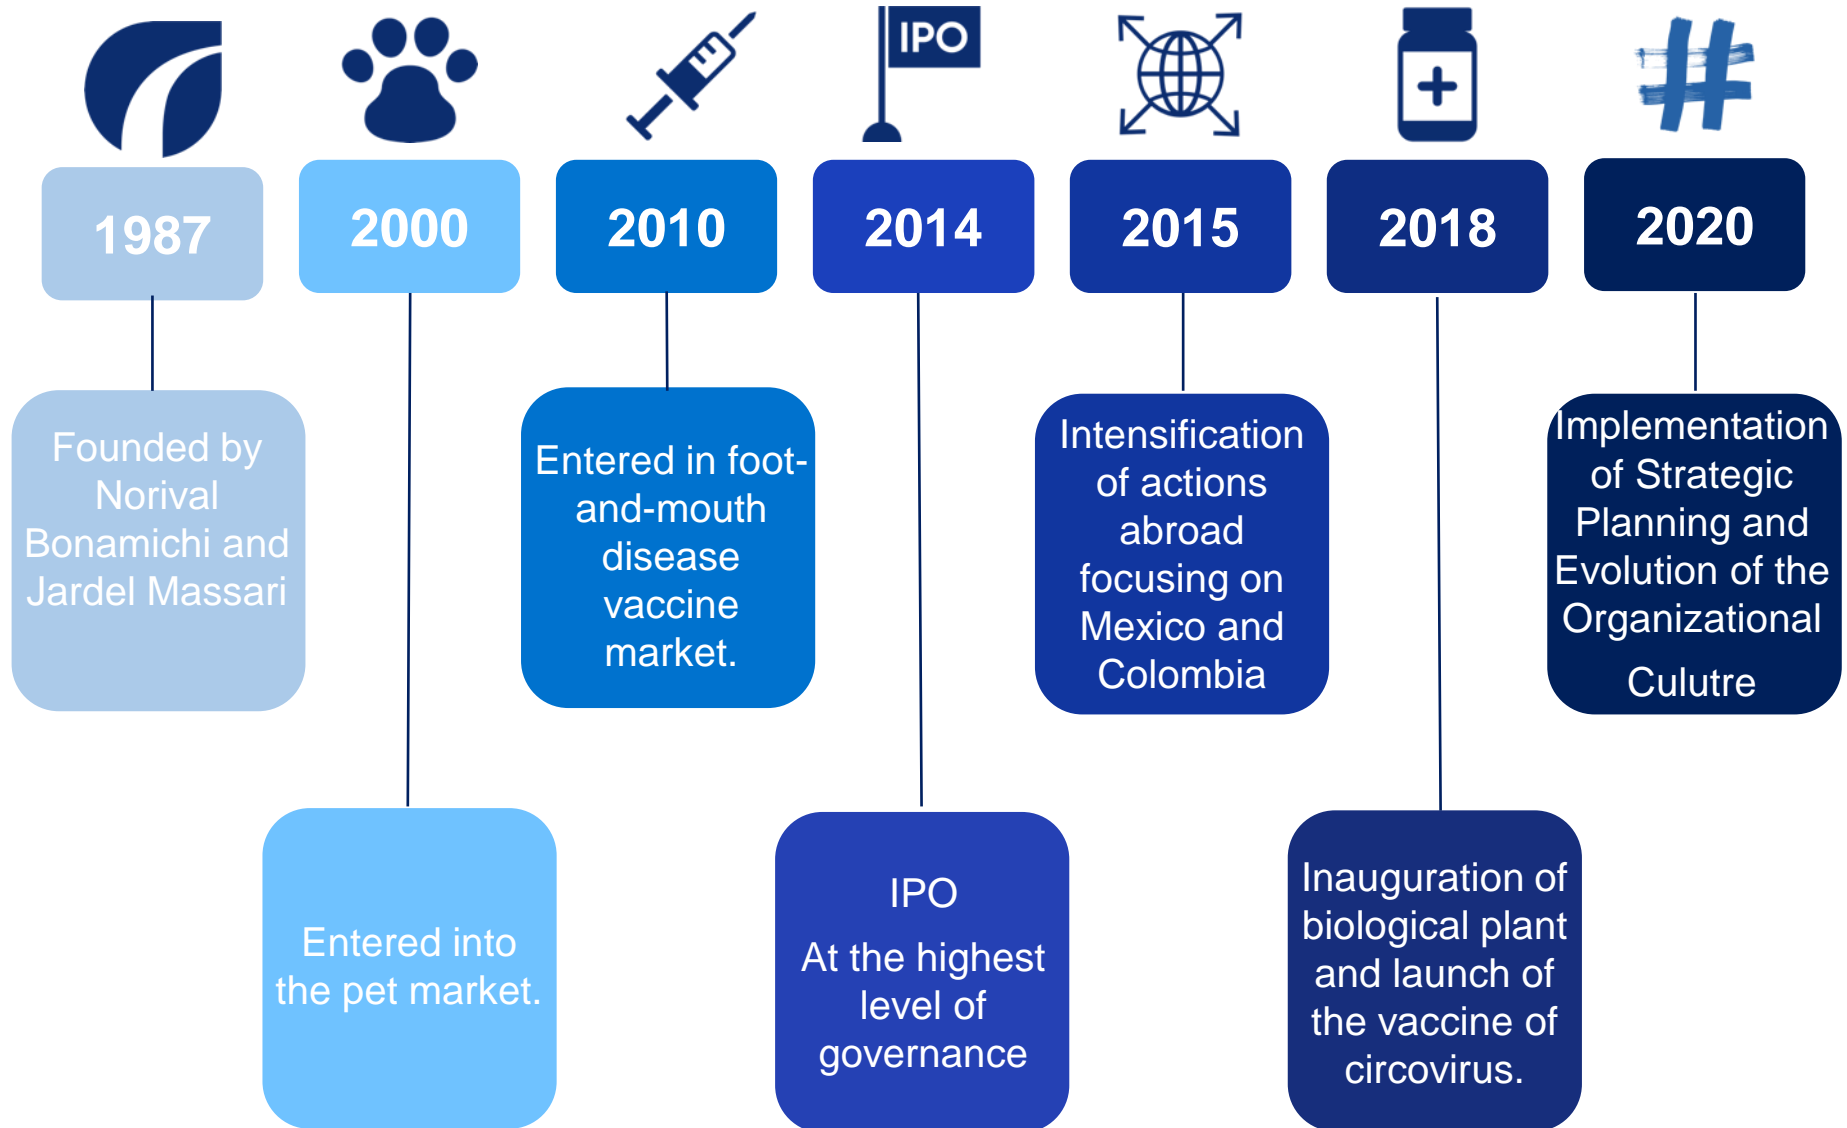 IPO
1987
2000
2010
2014
2015
2018
2020
Founded by
Norival
Bonamichi and
Jardel Massari
Entered in foot-
and-mouth
disease
vaccine
market.
Intensification
of actions
abroad
focusing on
Mexico and
Colombia
Implementation
of Strategic
Planning and
Evolution of the
Organizational
Culutre
Entered into
the pet market.
IPO
At the highest
level of
governance
Inauguration of
biological plant
and launch of
the vaccine of
circovirus.